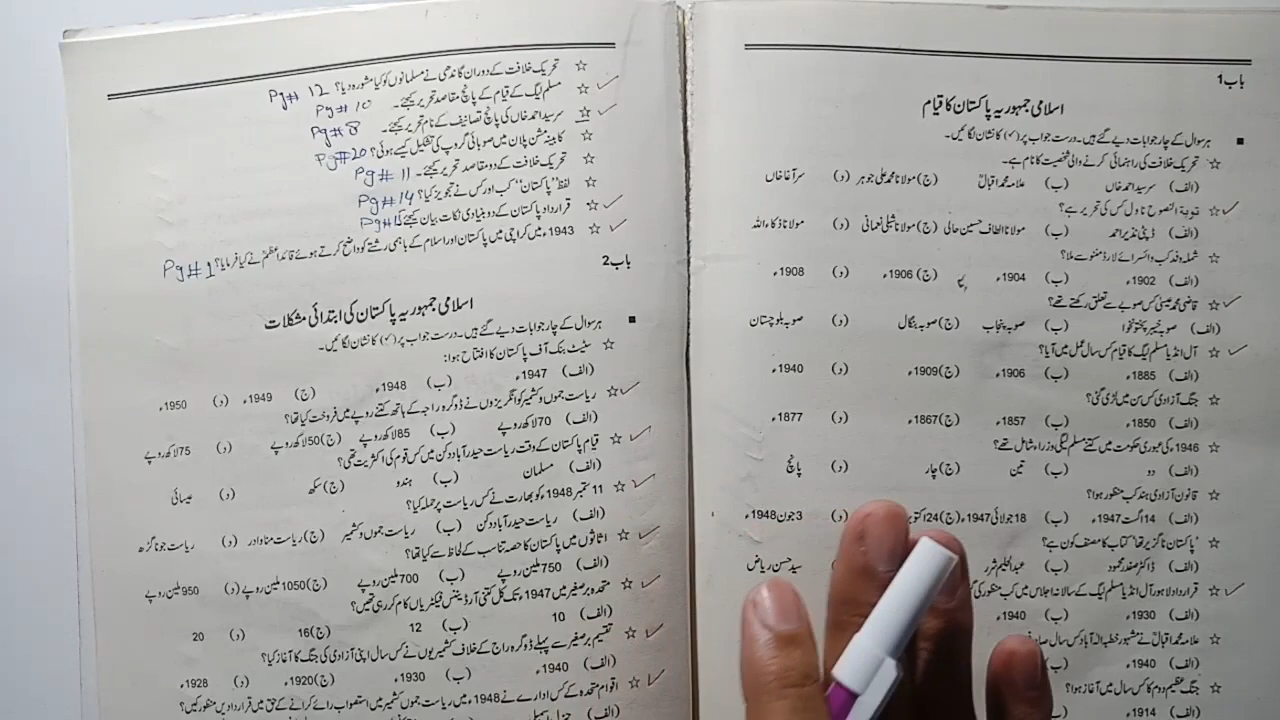 باب 1
اسلامی جمہوریہ پاکستان کا قیام
■ ہر سوال کے چار جوابات دیے گئے ہیں۔ درست جواب پر (✓) کا نشان لگائیں۔
☆ تحریک خلافت کی راہنمائی کرنے والی شخصیت کا نام ہے۔
(الف) سرسید احمد خاں (ب) علامہ محمد اقبالؒ (ج) مولانا محمد علی جوہر (د) سر آغا خاں
☆ توبۃ النصوح ناول کس کی تحریر ہے؟
(الف) ڈپٹی نذیر احمد (ب) مولانا الطاف حسین حالی (ج) مولانا شبلی نعمانی (د) مولانا ذکاء اللہ
☆ شملہ وفد کب وائسرائے لارڈ منٹو سے ملا؟
(الف) 1902ء (ب) 1904ء (ج) 1906ء (د) 1908ء
☆ قاضی محمد عیسیٰ کس صوبے سے تعلق رکھتے تھے؟
(الف) صوبہ خیبر پختونخوا (ب) صوبہ پنجاب (ج) صوبہ بنگال (د) صوبہ بلوچستان
☆ آل انڈیا مسلم لیگ کا قیام کس سال عمل میں آیا؟
(الف) 1885ء (ب) 1906ء (ج) 1909ء (د) 1940ء
☆ جنگ آزادی کس سن میں لڑی گئی؟
(الف) 1850ء (ب) 1857ء (ج) 1867ء (د) 1877ء
☆ 1946ء کی عبوری حکومت میں کتنے مسلم لیگی وزراء شامل تھے؟
(الف) دو (ب) تین (ج) چار (د) پانچ
☆ قانون آزادی ہند کب منظور ہوا؟
(الف) 14 اگست 1947ء (ب) 18 جولائی 1947ء (ج) 24 اکتوبر (د) 3 جون 1948ء
☆ ’پاکستان ناگزیر تھا‘ کتاب کا مصنف کون ہے؟
(الف) ڈاکٹر صفدر محمود (ب) عبدالحلیم شرر سید حسن ریاض
☆ قرارداد لاہور آل انڈیا مسلم لیگ کے سالانہ اجلاس میں کب منظور کی گئی
(الف) 1930ء (ب) 1940ء
☆ علامہ محمد اقبالؒ نے مشہور خطبہ الہ آباد کس سال
(الف) 1940ء (ب)
☆ جنگ عظیم دوم کا کس سال میں آغاز ہوا؟
(الف) 1914ء (ب)
☆ تحریک خلافت کے دوران گاندھی نے مسلمانوں کو کیا مشورہ دیا؟ Pg# 12
☆ مسلم لیگ کے قیام کے پانچ مقاصد تحریر کیجئے۔ Pg# 10
☆ سرسید احمد خاں کی پانچ تصانیف کے نام تحریر کیجئے۔ Pg# 8
☆ کابینہ مشن پلان میں صوبائی گروپ کی تشکیل کیسے ہوئی؟ Pg# 20
☆ تحریک خلافت کے دو مقاصد تحریر کیجئے۔ Pg# 11
☆ لفظ ’’پاکستان‘‘ کب اور کس نے تجویز کیا؟ Pg# 14
☆ قرارداد پاکستان کے دو بنیادی نکات بیان کیجئے۔ Pg#
☆ 1943ء میں کراچی میں پاکستان اور اسلام کے باہمی رشتے کو واضح کرتے ہوئے قائداعظمؒ نے کیا فرمایا؟ Pg# 1
باب 2
اسلامی جمہوریہ پاکستان کی ابتدائی مشکلات
■ ہر سوال کے چار جوابات دیے گئے ہیں۔ درست جواب پر (✓) کا نشان لگائیں۔
☆ سٹیٹ بنک آف پاکستان کا افتتاح ہوا:
(الف) 1947ء (ب) 1948ء (ج) 1949ء (د) 1950ء
☆ ریاست جموں و کشمیر کو انگریزوں نے ڈوگرہ راجہ کے ہاتھ کتنے روپے میں فروخت کیا تھا؟
(الف) 70 لاکھ روپے (ب) 85 لاکھ روپے (ج) 50 لاکھ روپے (د) 75 لاکھ روپے
☆ قیام پاکستان کے وقت ریاست حیدرآباد دکن میں کس قوم کی اکثریت تھی؟
(الف) مسلمان (ب) ہندو (ج) سکھ (د) عیسائی
☆ 11 ستمبر 1948ء کو بھارت نے کس ریاست پر حملہ کیا؟
(الف) ریاست حیدرآباد دکن (ب) ریاست جموں و کشمیر (ج) ریاست مناوادر (د) ریاست جوناگڑھ
☆ اثاثوں میں پاکستان کا حصہ تناسب کے لحاظ سے کیا تھا؟
(الف) 750 ملین روپے (ب) 700 ملین روپے (ج) 1050 ملین روپے (د) 950 ملین روپے
☆ متحدہ برصغیر میں 1947ء تک کل کتنی آرڈیننس فیکٹریاں کام کر رہی تھیں؟
(الف) 10 (ب) 12 (ج) 16 (د) 20
☆ تقسیم برصغیر سے پہلے ڈوگرہ راج کے خلاف کشمیریوں نے کس سال اپنی آزادی کی جنگ کا آغاز کیا؟
(الف) 1940ء (ب) 1930ء (ج) 1920ء (د) 1928ء
☆ اقوام متحدہ کے کس ادارے نے 1948ء میں ریاست جموں کشمیر میں استصواب رائے کرانے کے حق میں قراردادیں منظور کیں؟
(الف) جنرل اسمبلی